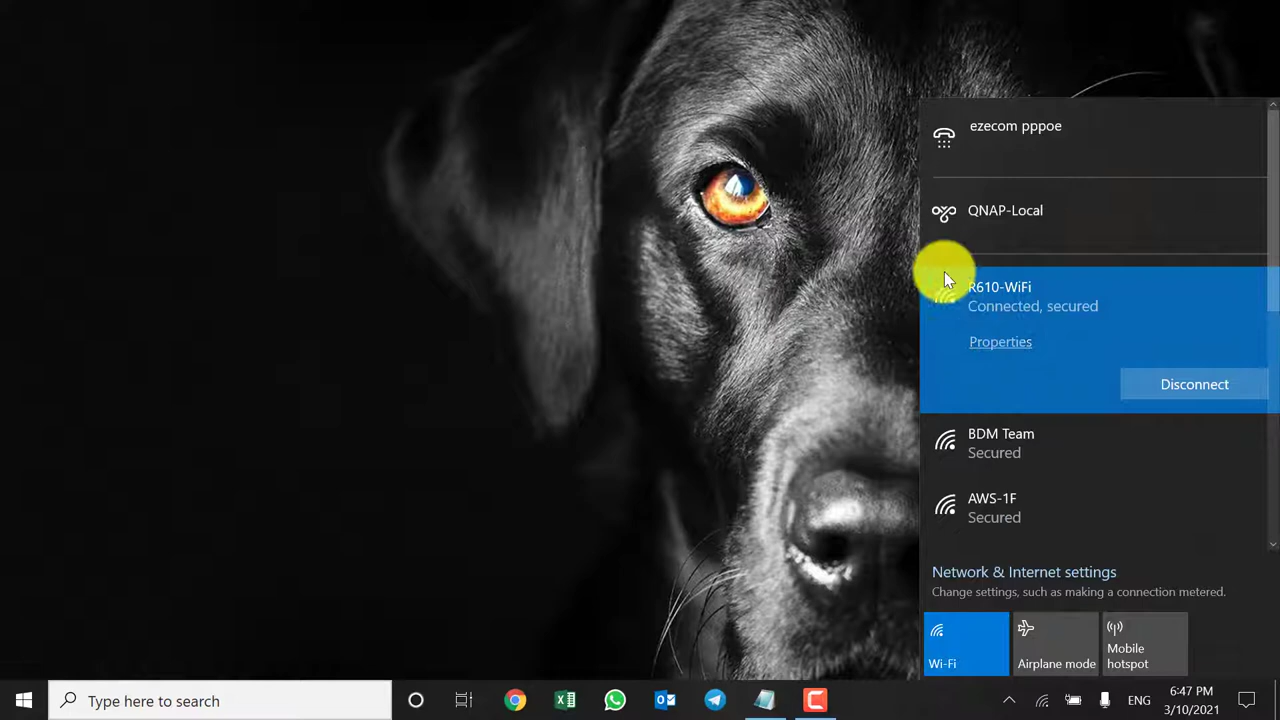 ezecom pppoe
QNAP-Local
R610-WiFi
Connected, secured
Properties
Disconnect
BDM Team
Secured
AWS-1F
Secured
Network & Internet settings
Change settings, such as making a connection metered.
Wi-Fi
Airplane mode
Mobile
hotspot
Type here to search
ENG
6:47 PM
3/10/2021